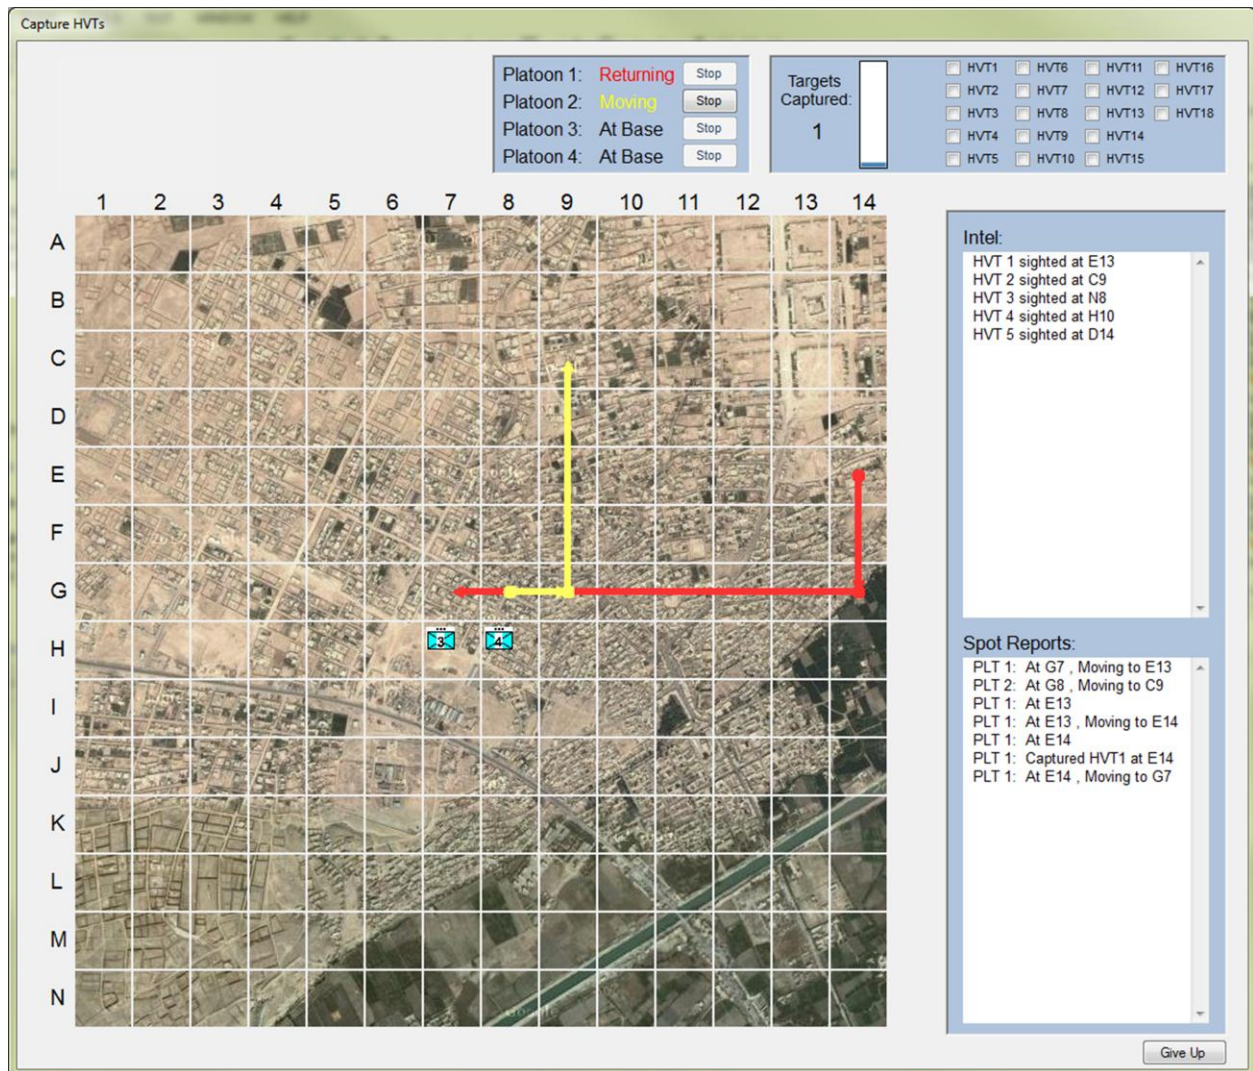 Capture HVTs
Platoon 1: Returning Stop
Platoon 2: Moving Stop
Platoon 3: At Base Stop
Platoon 4: At Base Stop
Targets
Captured:
1
HVT1 HVT6 HVT11 HVT16
HVT2 HVT7 HVT12 HVT17
HVT3 HVT8 HVT13 HVT18
HVT4 HVT9 HVT14
HVT5 HVT10 HVT15
1 2 3 4 5 6 7 8 9 10 11 12 13 14
A
B
C
D
E
F
G
H
I
J
K
L
M
N
3 4
Intel:
HVT 1 sighted at E13
HVT 2 sighted at C9
HVT 3 sighted at N8
HVT 4 sighted at H10
HVT 5 sighted at D14
Spot Reports:
PLT 1: At G7 , Moving to E13
PLT 2: At G8 , Moving to C9
PLT 1: At E13
PLT 1: At E13 , Moving to E14
PLT 1: At E14
PLT 1: Captured HVT1 at E14
PLT 1: At E14 , Moving to G7
Give Up